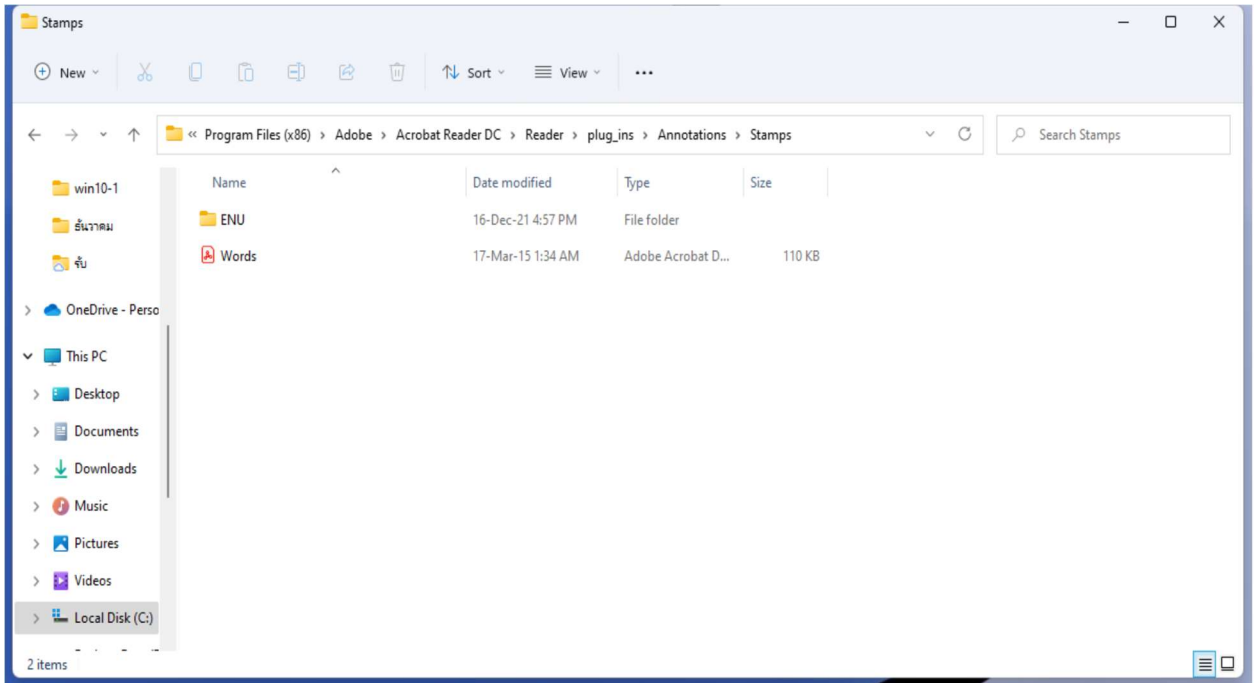 Stamps
New Sort View ...
« Program Files (x86) > Adobe > Acrobat Reader DC > Reader > plug_ins > Annotations > Stamps
Search Stamps
win10-1
ธันวาคม
ขับ
OneDrive - Perso
This PC
Desktop
Documents
Downloads
Music
Pictures
Videos
Local Disk (C:)
Name Date modified Type Size
ENU 16-Dec-21 4:57 PM File folder
Words 17-Mar-15 1:34 AM Adobe Acrobat D... 110 KB
2 items